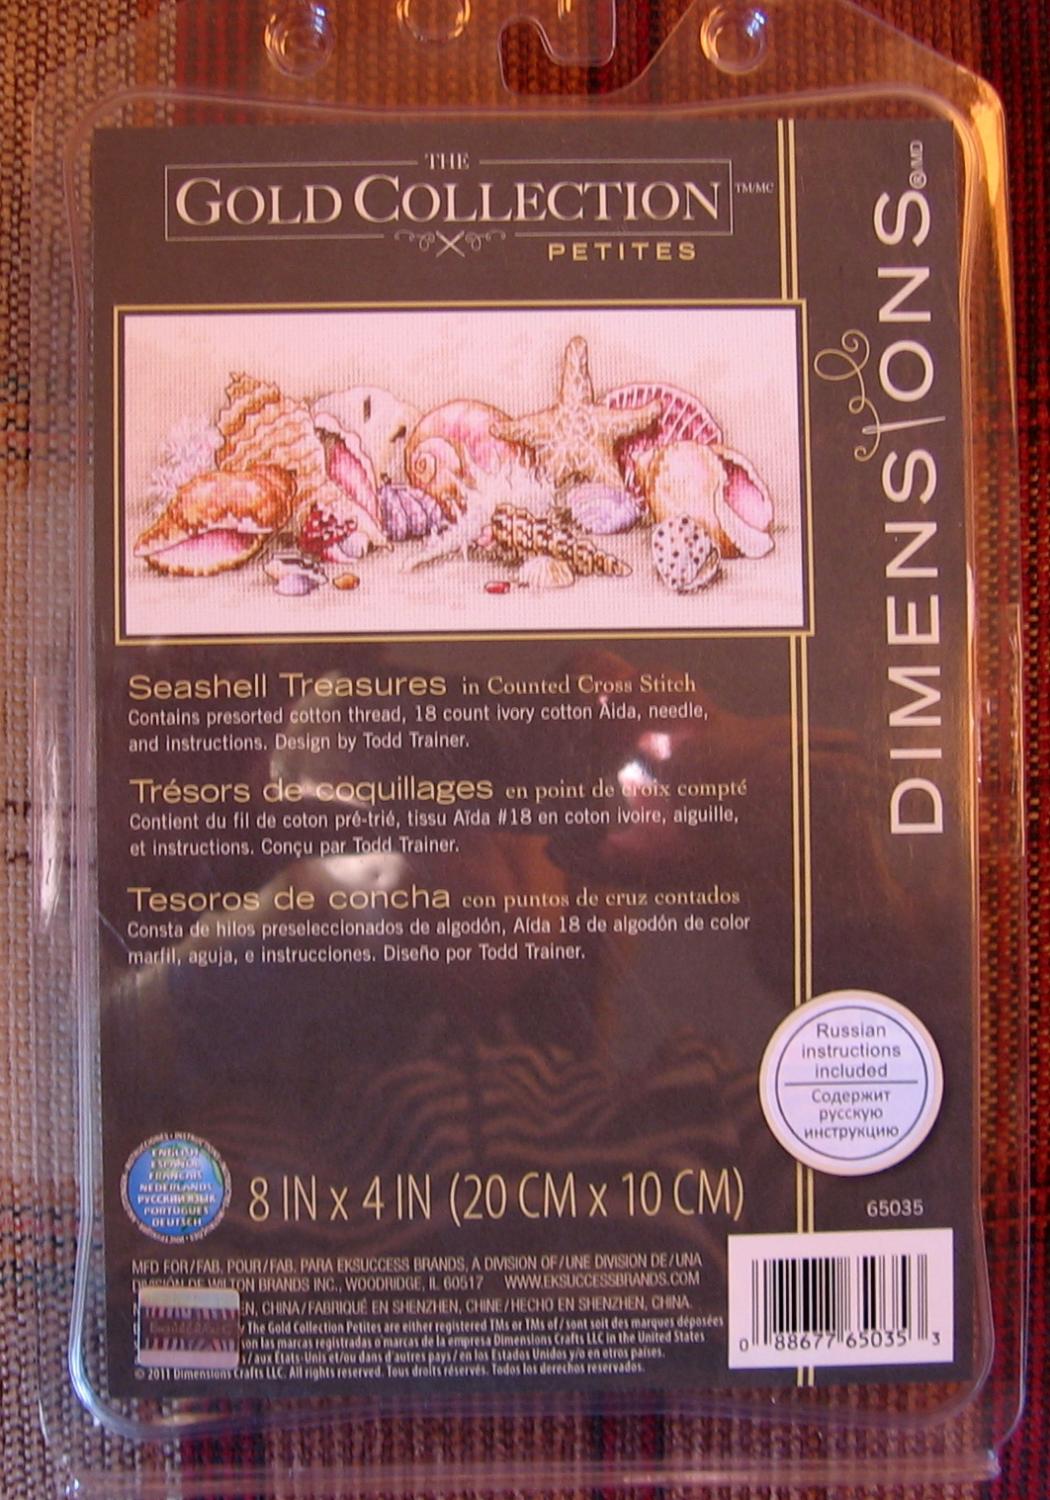 THE
GOLD COLLECTION TM/MC
PETITES
DIMENSIONS ®/MD
Seashell Treasures in Counted Cross Stitch
Contains presorted cotton thread, 18 count ivory cotton Aida, needle,
and instructions. Design by Todd Trainer.
Trésors de coquillages en point de croix compté
Contient du fil de coton pré-trié, tissu Aïda #18 en coton ivoire, aiguille,
et instructions. Conçu par Todd Trainer.
Tesoros de concha con puntos de cruz contados
Consta de hilos preseleccionados de algodón, Aída 18 de algodón de color
marfil, aguja, e instrucciones. Diseño por Todd Trainer.
Russian
instructions
included
Содержит
русскую
инструкцию
ENGLISH
ESPAÑOL
FRANÇAIS
NEDERLANDS
РУССКИЙ ЯЗЫК
PORTUGUÊS
DEUTSCH
8 IN x 4 IN (20 CM x 10 CM)
65035
MFD FOR/FAB. POUR/FAB. PARA EKSUCCESS BRANDS, A DIVISION OF/UNE DIVISION DE/UNA
DIVISIÓN DE WILTON BRANDS INC., WOODRIDGE, IL 60517 WWW.EKSUCCESSBRANDS.COM
CHINA/FABRIQUÉ EN SHENZHEN, CHINE/HECHO EN SHENZHEN, CHINA.
The Gold Collection Petites are either registered TMs or TMs of/sont soit des marques déposées
las marcas registradas o marcas de la empresa Dimensions Crafts LLC in the United States
/aux États-Unis et/ou dans d'autres pays/en los Estados Unidos y/o en otros países.
© 2011 Dimensions Crafts LLC. All rights reserved. Tous droits réservés. Todos los derechos reservados.
0 88677 65035 3